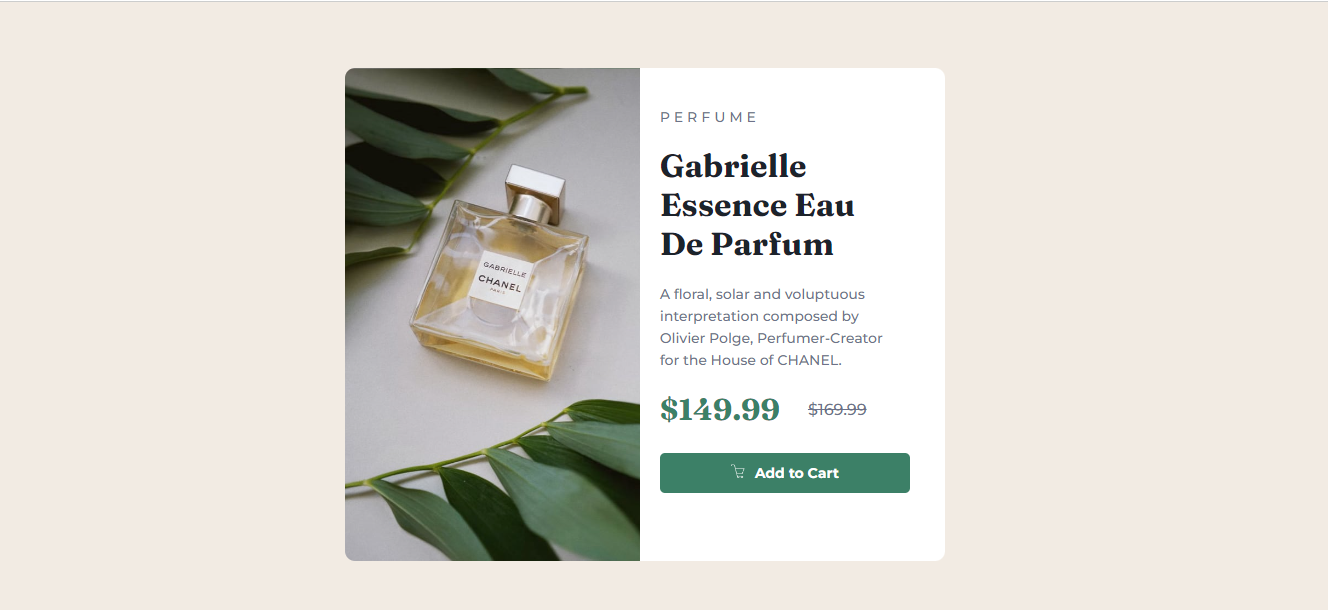 GABRIELLE
CHANEL
PARIS
PERFUME
Gabrielle
Essence Eau
De Parfum
A floral, solar and voluptuous
interpretation composed by
Olivier Polge, Perfumer-Creator
for the House of CHANEL.
$149.99 $169.99
Add to Cart